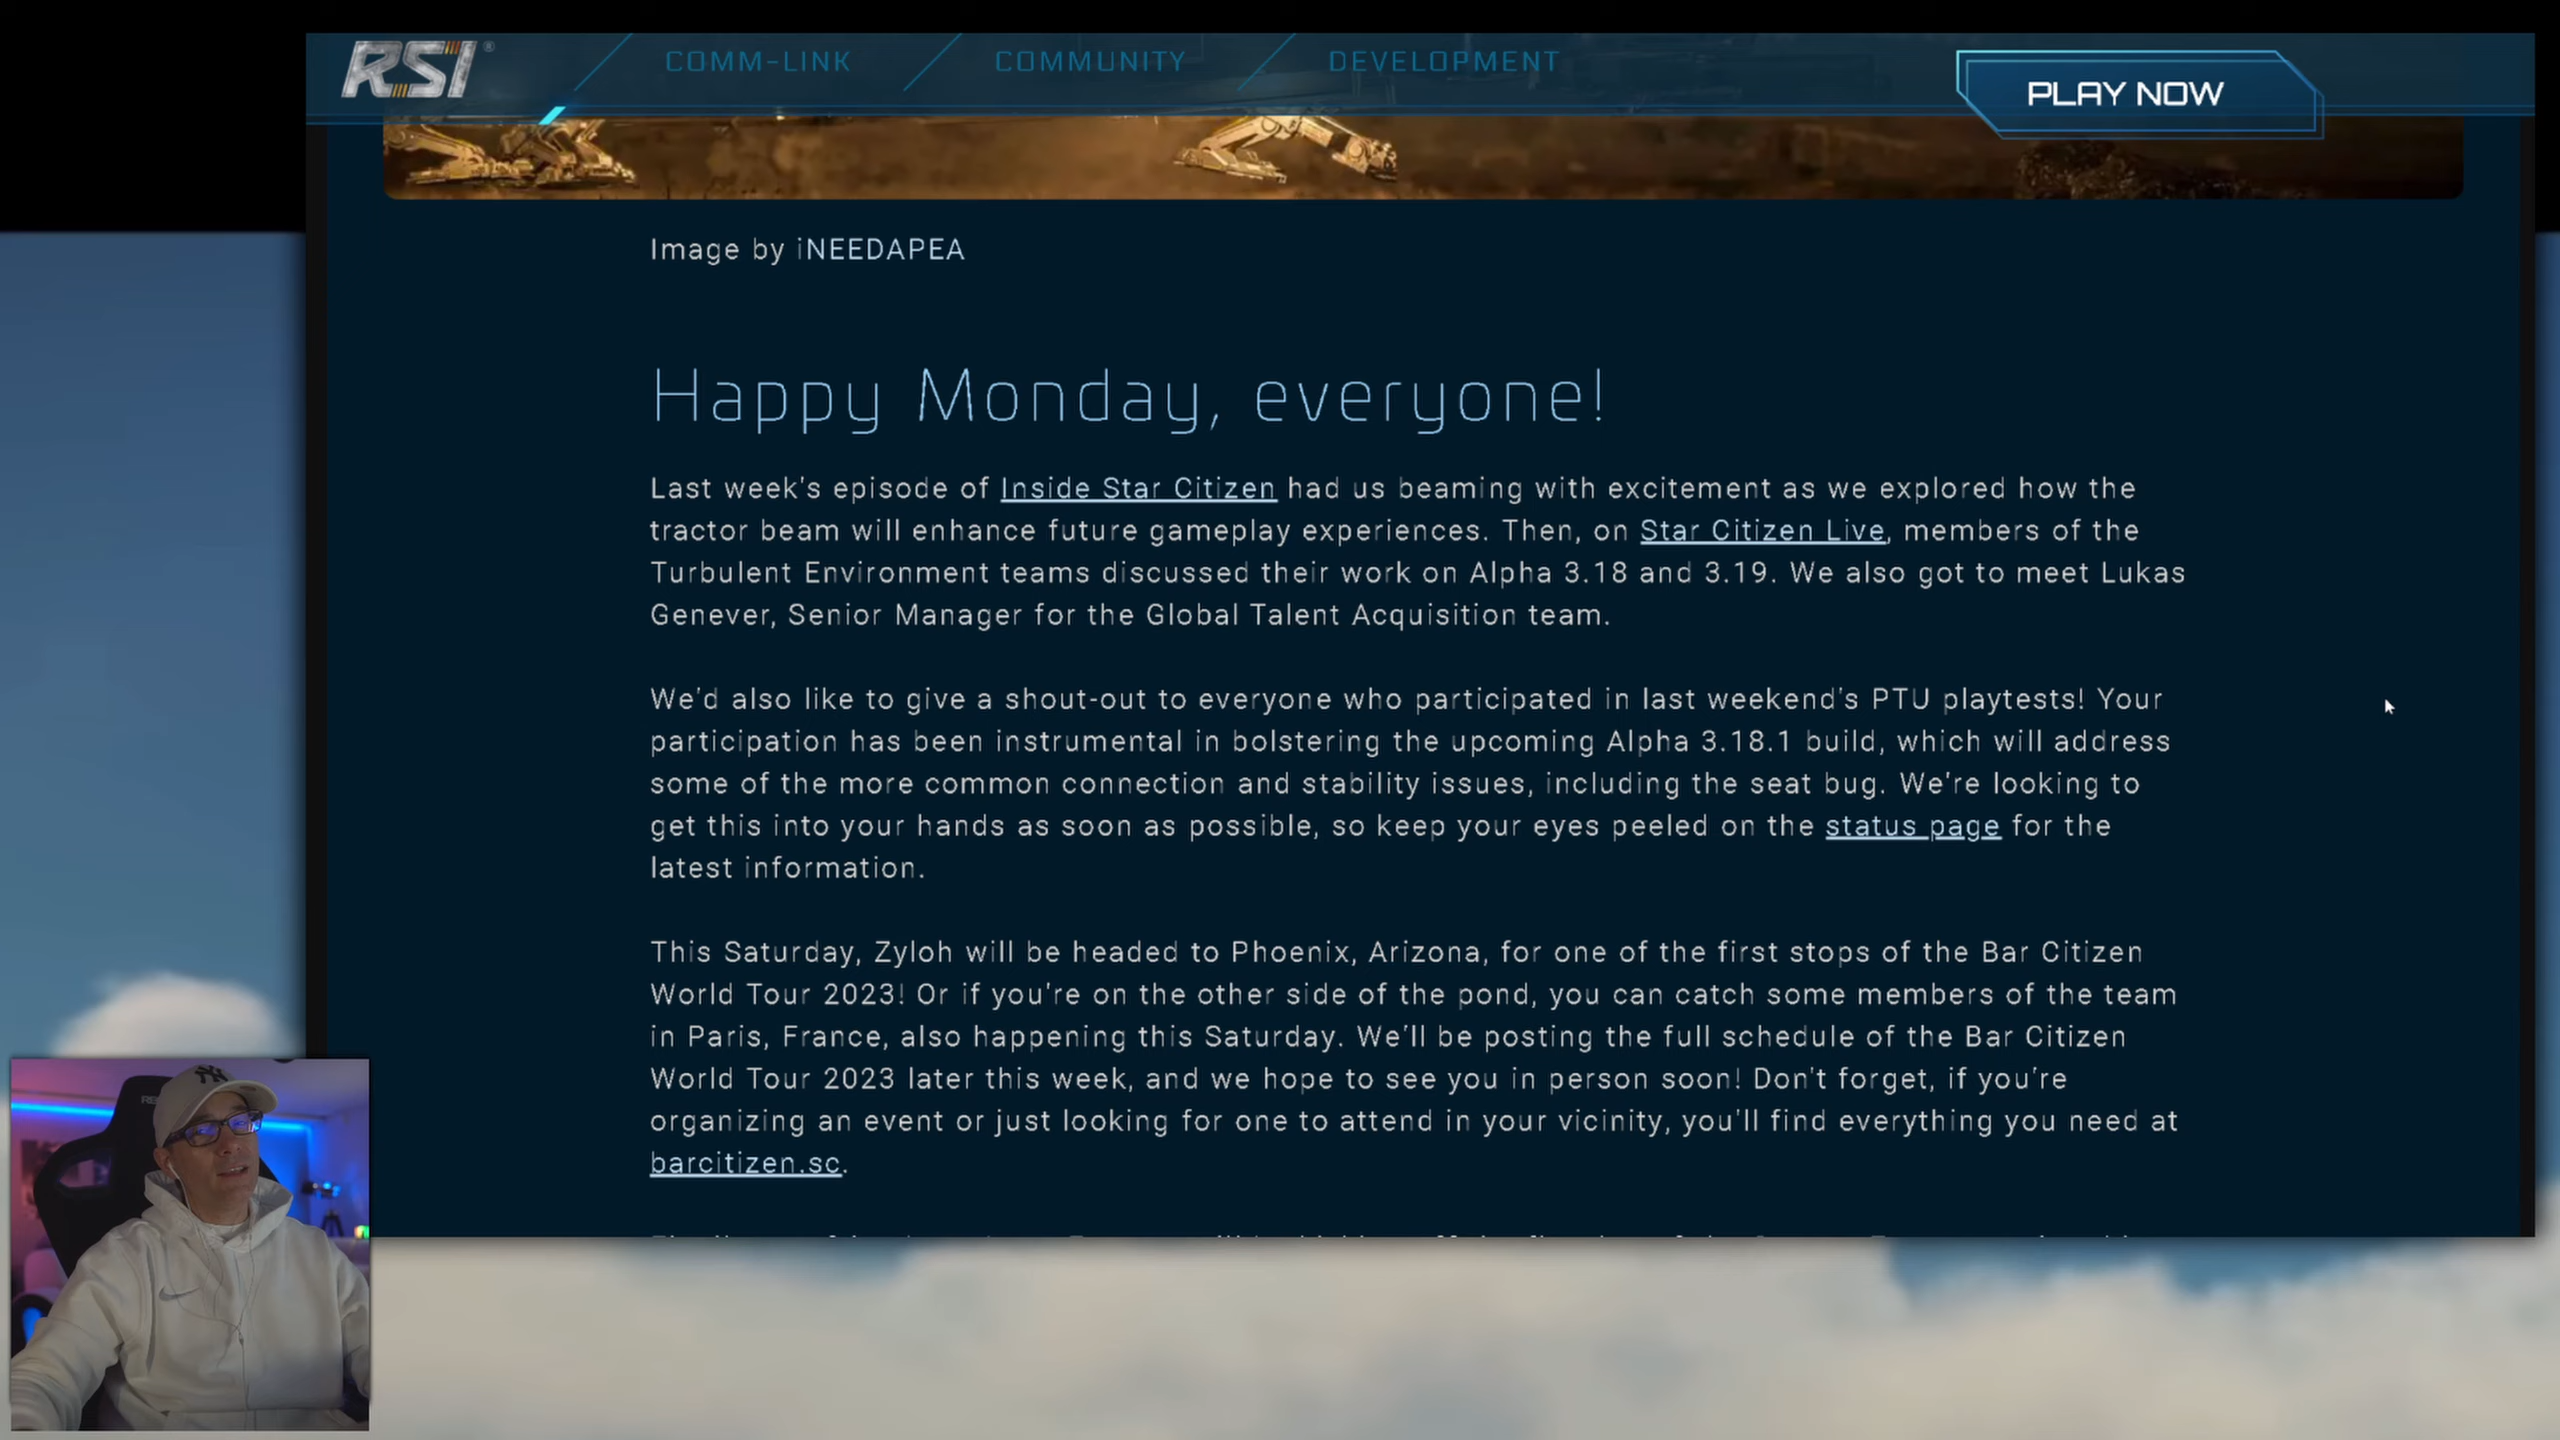 RSI
COMM-LINK
COMMUNITY
DEVELOPMENT
PLAY NOW
Image by iNEEDAPEA
Happy Monday, everyone!
Last week's episode of Inside Star Citizen had us beaming with excitement as we explored how the
tractor beam will enhance future gameplay experiences. Then, on Star Citizen Live, members of the
Turbulent Environment teams discussed their work on Alpha 3.18 and 3.19. We also got to meet Lukas
Genever, Senior Manager for the Global Talent Acquisition team.
We'd also like to give a shout-out to everyone who participated in last weekend's PTU playtests! Your
participation has been instrumental in bolstering the upcoming Alpha 3.18.1 build, which will address
some of the more common connection and stability issues, including the seat bug. We're looking to
get this into your hands as soon as possible, so keep your eyes peeled on the status page for the
latest information.
This Saturday, Zyloh will be headed to Phoenix, Arizona, for one of the first stops of the Bar Citizen
World Tour 2023! Or if you're on the other side of the pond, you can catch some members of the team
in Paris, France, also happening this Saturday. We'll be posting the full schedule of the Bar Citizen
World Tour 2023 later this week, and we hope to see you in person soon! Don't forget, if you're
organizing an event or just looking for one to attend in your vicinity, you'll find everything you need at
barcitizen.sc.